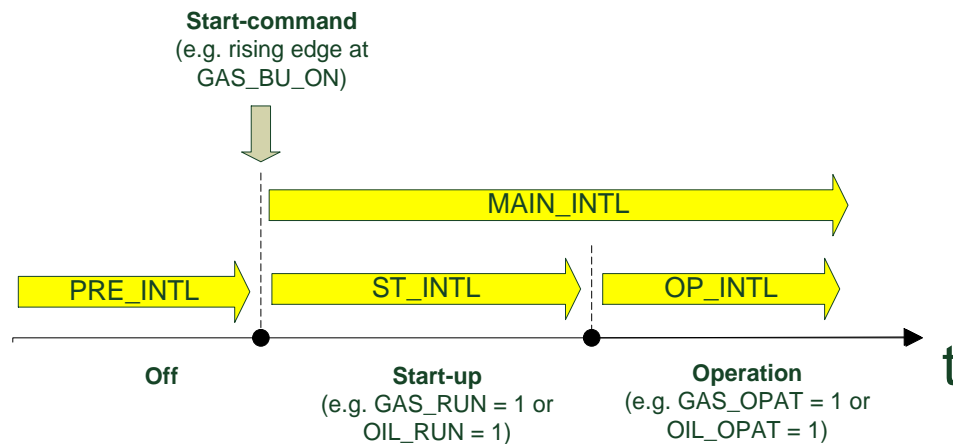 Start-command
(e.g. rising edge at
GAS_BU_ON)
MAIN_INTL
PRE_INTL
ST_INTL
OP_INTL
t
Off
Start-up
(e.g. GAS_RUN = 1 or
OIL_RUN = 1)
Operation
(e.g. GAS_OPAT = 1 or
OIL_OPAT = 1)